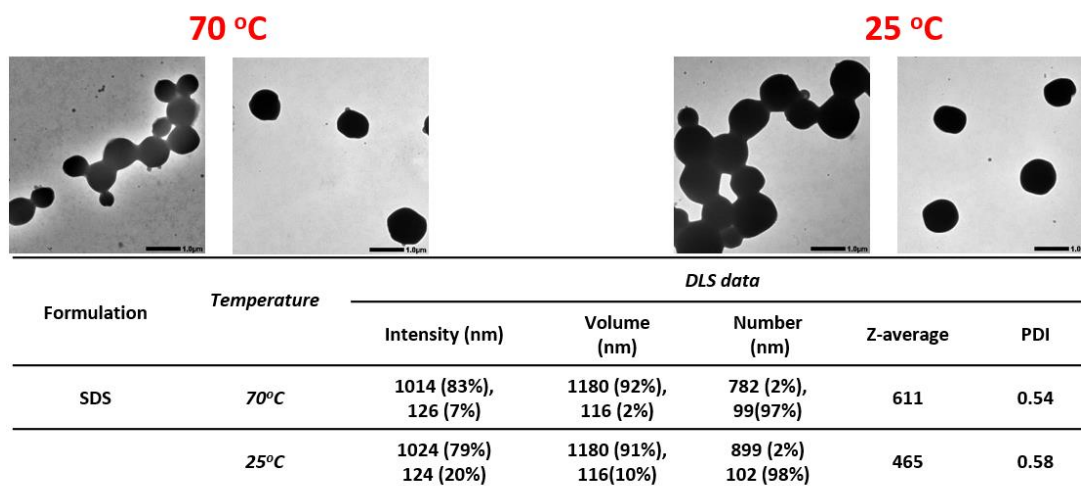 70 °C 25 °C
1.0μm 1.0μm 1.0μm 1.0
DLS data
Formulation Temperature
Intensity (nm) Volume (nm) Number (nm) Z-average PDI
SDS 70°C 1014 (83%), 1180 (92%), 782 (2%) 611 0.54
126 (7%) 116 (2%) 99(97%)
25°C 1024 (79%) 1180 (91%), 899 (2%) 465 0.58
124 (20%) 116(10%) 102 (98%)